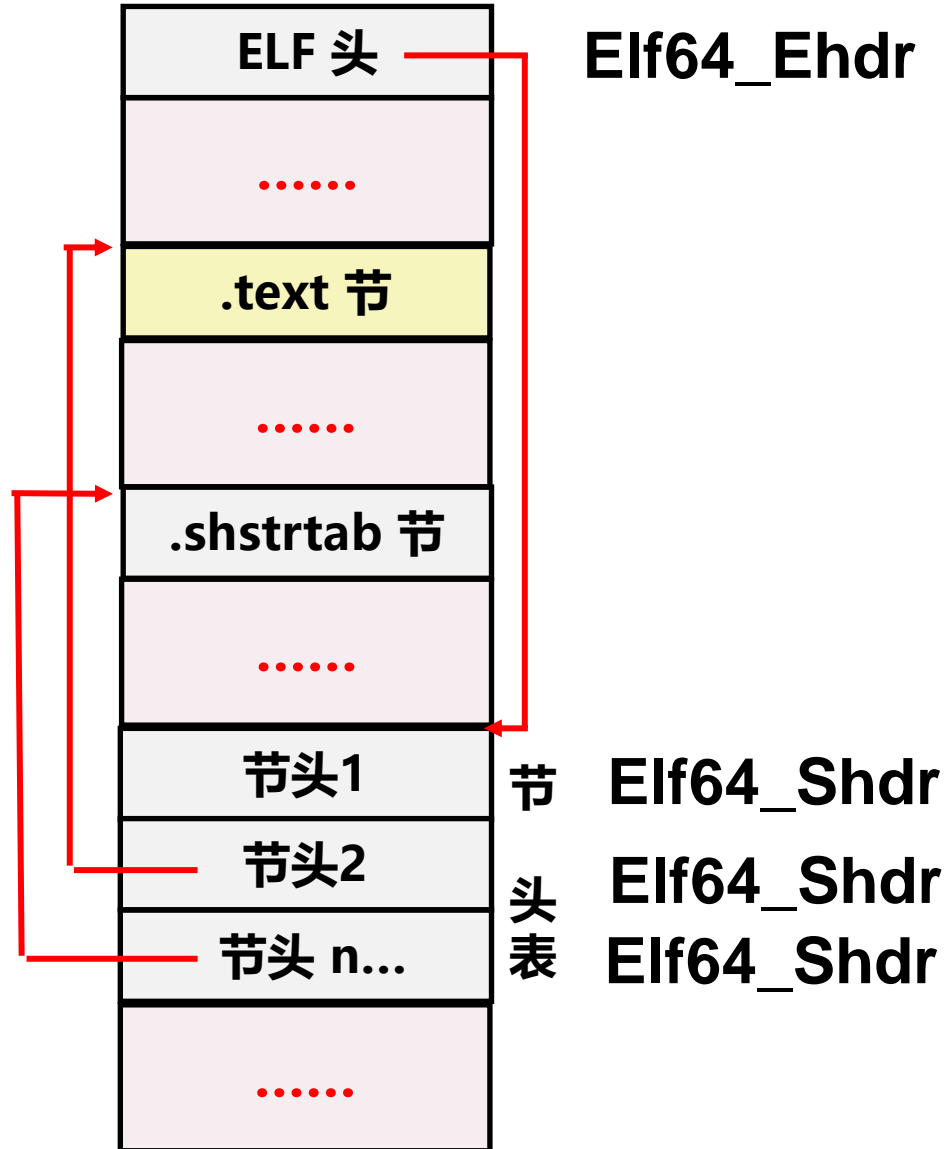 ELF 头
Elf64_Ehdr
......
.text 节
......
.shstrtab 节
......
节头1
节头2
节头 n...
节
头
表
Elf64_Shdr
Elf64_Shdr
Elf64_Shdr
......